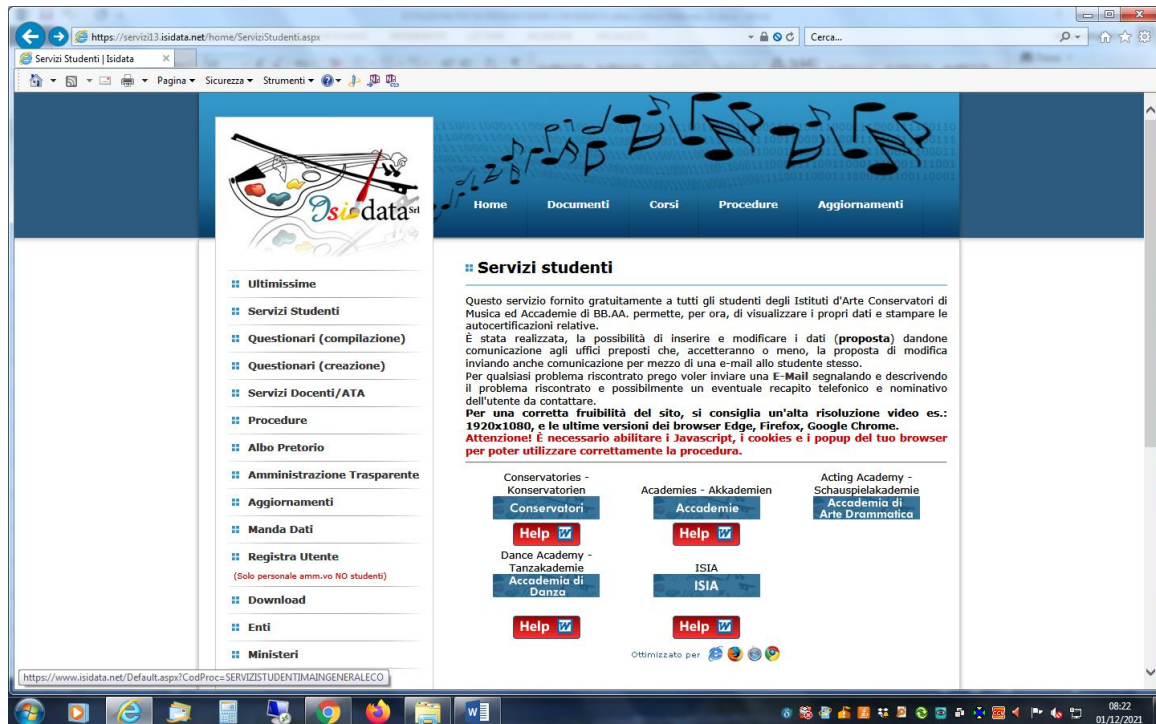 https://servizi13.isidata.net/home/ServiziStudenti.aspx
Cerca...
Servizi Studenti | Isidata
Pagina
Sicurezza
Strumenti
Isidata Srl
Home
Documenti
Corsi
Procedure
Aggiornamenti
Ultimissime
Servizi Studenti
Questionari (compilazione)
Questionari (creazione)
Servizi Docenti/ATA
Procedure
Albo Pretorio
Amministrazione Trasparente
Aggiornamenti
Manda Dati
Registra Utente
(Solo personale amm.vo NO studenti)
Download
Enti
Ministeri
Servizi studenti
Questo servizio fornito gratuitamente a tutti gli studenti degli Istituti d'Arte Conservatori di
Musica ed Accademie di BB.AA. permette, per ora, di visualizzare i propri dati e stampare le
autocertificazioni relative.
È stata realizzata, la possibilità di inserire e modificare i dati (proposta) dandone
comunicazione agli uffici preposti che, accetteranno o meno, la proposta di modifica
inviando anche comunicazione per mezzo di una e-mail allo studente stesso.
Per qualsiasi problema riscontrato prego voler inviare una E-Mail segnalando e descrivendo
il problema riscontrato e possibilmente un eventuale recapito telefonico e nominativo
dell'utente da contattare.
Per una corretta fruibilità del sito, si consiglia un'alta risoluzione video es.:
1920x1080, e le ultime versioni dei browser Edge, Firefox, Google Chrome.
Attenzione! È necessario abilitare i Javascript, i cookies e i popup del tuo browser
per poter utilizzare correttamente la procedura.
Conservatories -
Konservatorien
Conservatori
Help
Academies - Akkademien
Accademie
Help
Acting Academy -
Schauspielakademie
Accademia di
Arte Drammatica
Dance Academy -
Tanzakademie
Accademia di
Danza
Help
ISIA
ISIA
Help
Ottimizzato per
https://www.isidata.net/Default.aspx?CodProc=SERVIZISTUDENTIMAINGENERALECO
08:22
01/12/2021